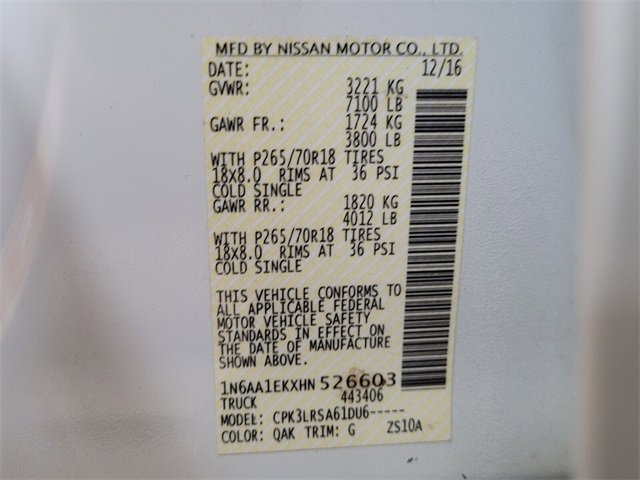 MFD BY NISSAN MOTOR CO., LTD.
DATE: 12/16
GVWR: 3221 KG
7100 LB
GAWR FR.: 1724 KG
3800 LB
WITH P265/70R18 TIRES
18X8.0 RIMS AT 36 PSI
COLD SINGLE
GAWR RR.: 1820 KG
4012 LB
WITH P265/70R18 TIRES
18X8.0 RIMS AT 36 PSI
COLD SINGLE
THIS VEHICLE CONFORMS TO
ALL APPLICABLE FEDERAL
MOTOR VEHICLE SAFETY
STANDARDS IN EFFECT ON
THE DATE OF MANUFACTURE
SHOWN ABOVE.
1N6AA1EKXHN 526603
TRUCK 443406
MODEL: CPK3LRSA61DU6-----
COLOR: QAK TRIM: G ZS10A